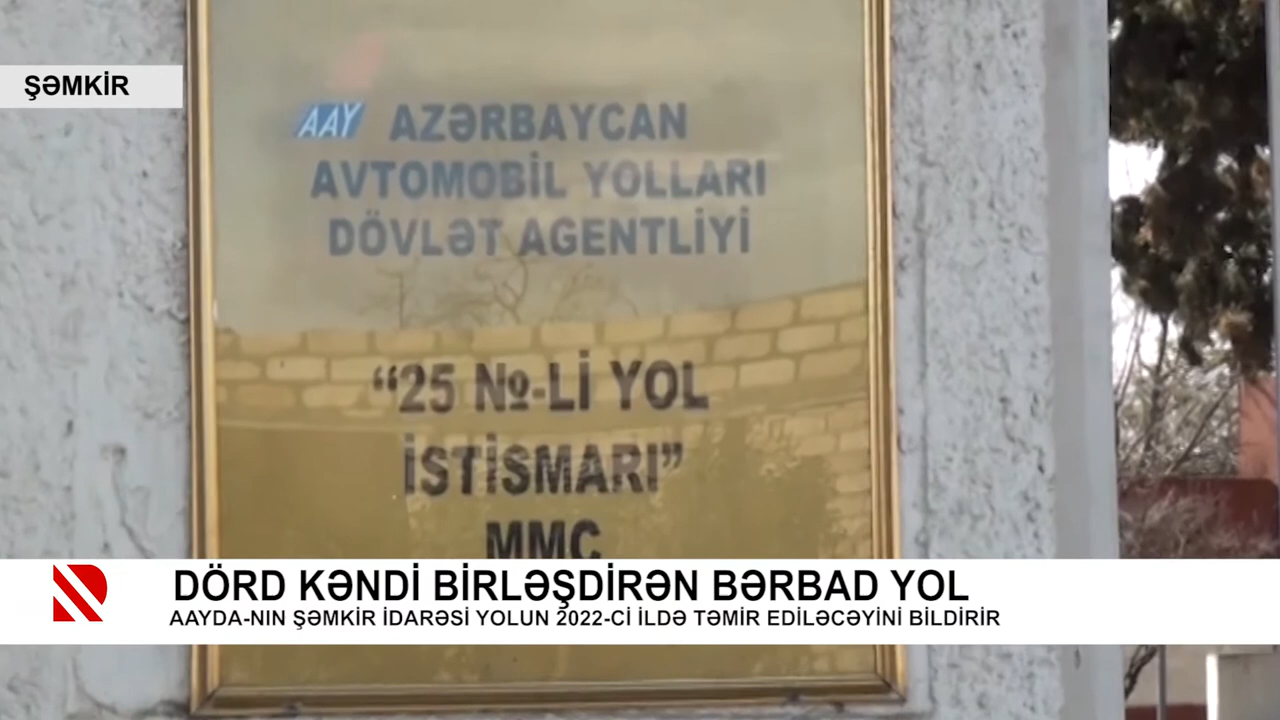 ŞƏMKİR
AAY AZƏRBAYCAN
AVTOMOBİL YOLLARI
DÖVLƏT AGENTLİYİ
“25 №-Lİ YOL
İSTİSMARI”
MMC
DÖRD KƏNDİ BİRLƏŞDİRƏN BƏRBAD YOL
AAYDA-NIN ŞƏMKİR İDARƏSİ YOLUN 2022-Cİ İLDƏ TƏMİR EDİLƏCƏYİNİ BİLDİRİR